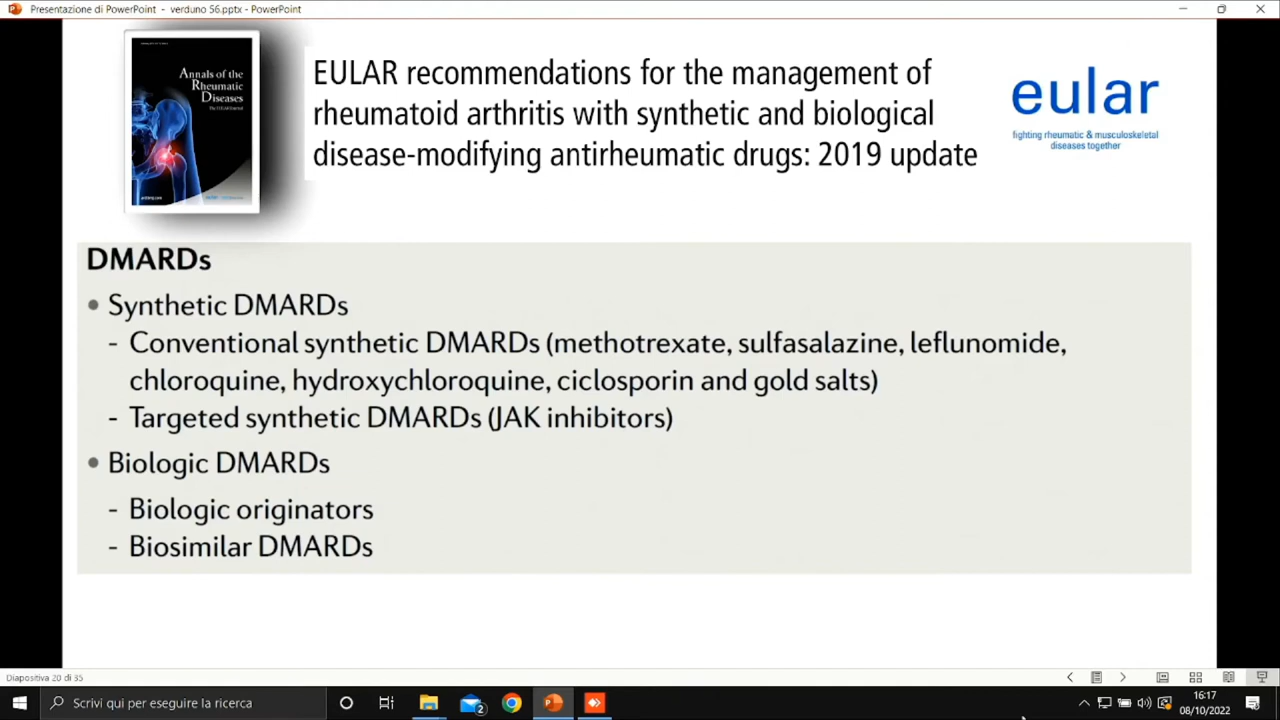 Presentazione di PowerPoint - verduno 56.pptx - PowerPoint
Annals of the
Rheumatic
Diseases
The EULAR Journal
EULAR recommendations for the management of
rheumatoid arthritis with synthetic and biological
disease-modifying antirheumatic drugs: 2019 update
eular
fighting rheumatic & musculoskeletal
diseases together
DMARDs
• Synthetic DMARDs
- Conventional synthetic DMARDs (methotrexate, sulfasalazine, leflunomide,
chloroquine, hydroxychloroquine, ciclosporin and gold salts)
- Targeted synthetic DMARDs (JAK inhibitors)
• Biologic DMARDs
- Biologic originators
- Biosimilar DMARDs
Diapositiva 20 di 35
Scrivi qui per eseguire la ricerca
2
16:17
08/10/2022